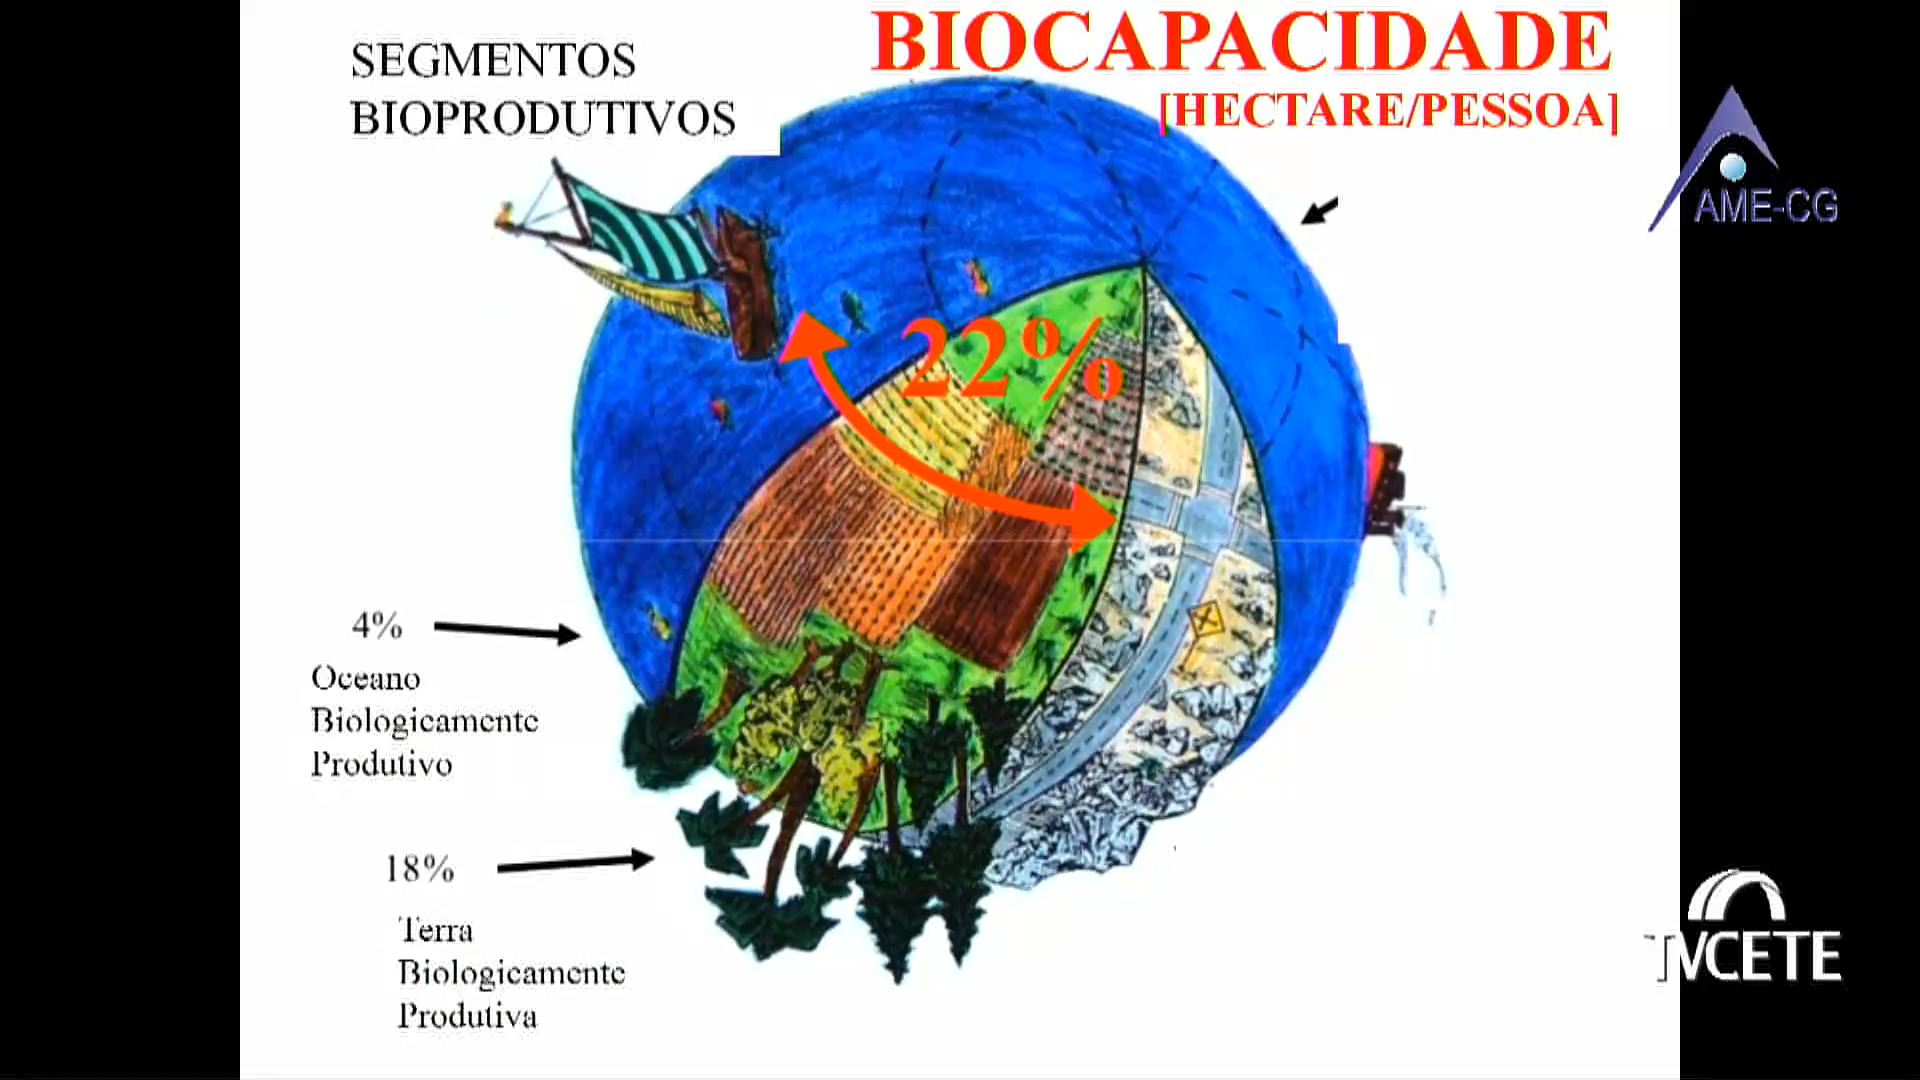 SEGMENTOS
BIOPRODUTIVOS
BIOCAPACIDADE
[HECTARE/PESSOA]
AME-CG
22%
4%
Oceano
Biologicamente
Produtivo
18%
Terra
Biologicamente
Produtiva
TVCETE